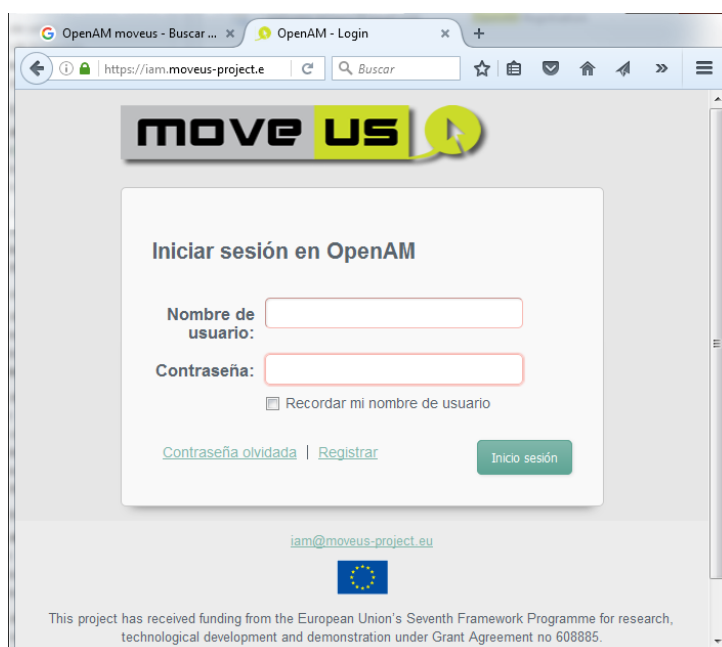 OpenAM moveus - Buscar ...
OpenAM - Login
https://iam.moveus-project.e
Buscar
move us
Iniciar sesión en OpenAM
Nombre de
usuario:
Contraseña:
Recordar mi nombre de usuario
Contraseña olvidada | Registrar
Inicio sesión
iam@moveus-project.eu
This project has received funding from the European Union's Seventh Framework Programme for research,
technological development and demonstration under Grant Agreement no 608885.